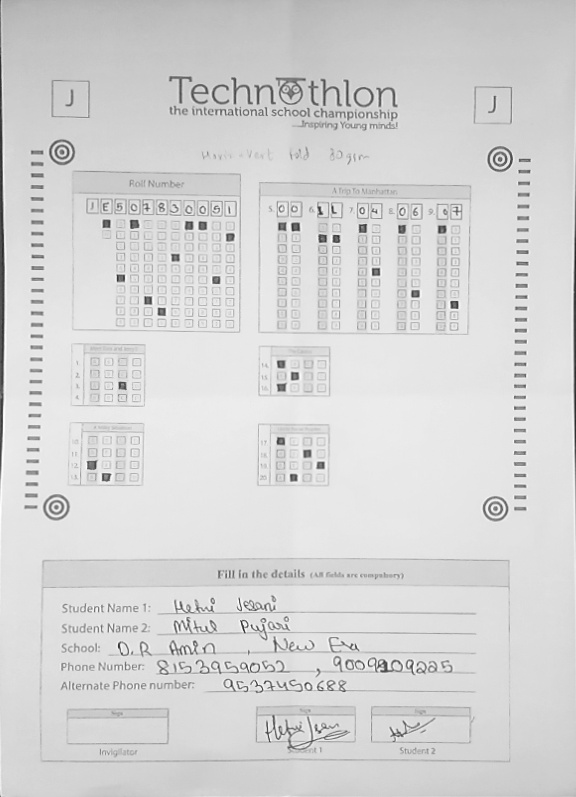 J
Technothlon
the international school championship
...Inspiring Young minds!
J
fold
Roll Number
J E 5 0 7 8 3 0 0 5 1
A Trip To Manhattan
5. 0 0 6. 1 1 7. 0 4 8. 0 6 9. 0 7
1.
2.
3.
4.
14.
15.
16.
10.
11.
12.
13.
17.
18.
19.
20.
Fill in the details (All fields are compulsory)
Student Name 1: Hetvi Jesani
Student Name 2: Mitul Pujari
School: D.R Amin , New Era
Phone Number: 8153959052 ,
Alternate Phone number: 9537450688
Sign
Sign
Sign
Invigilator
Student 1
Student 2